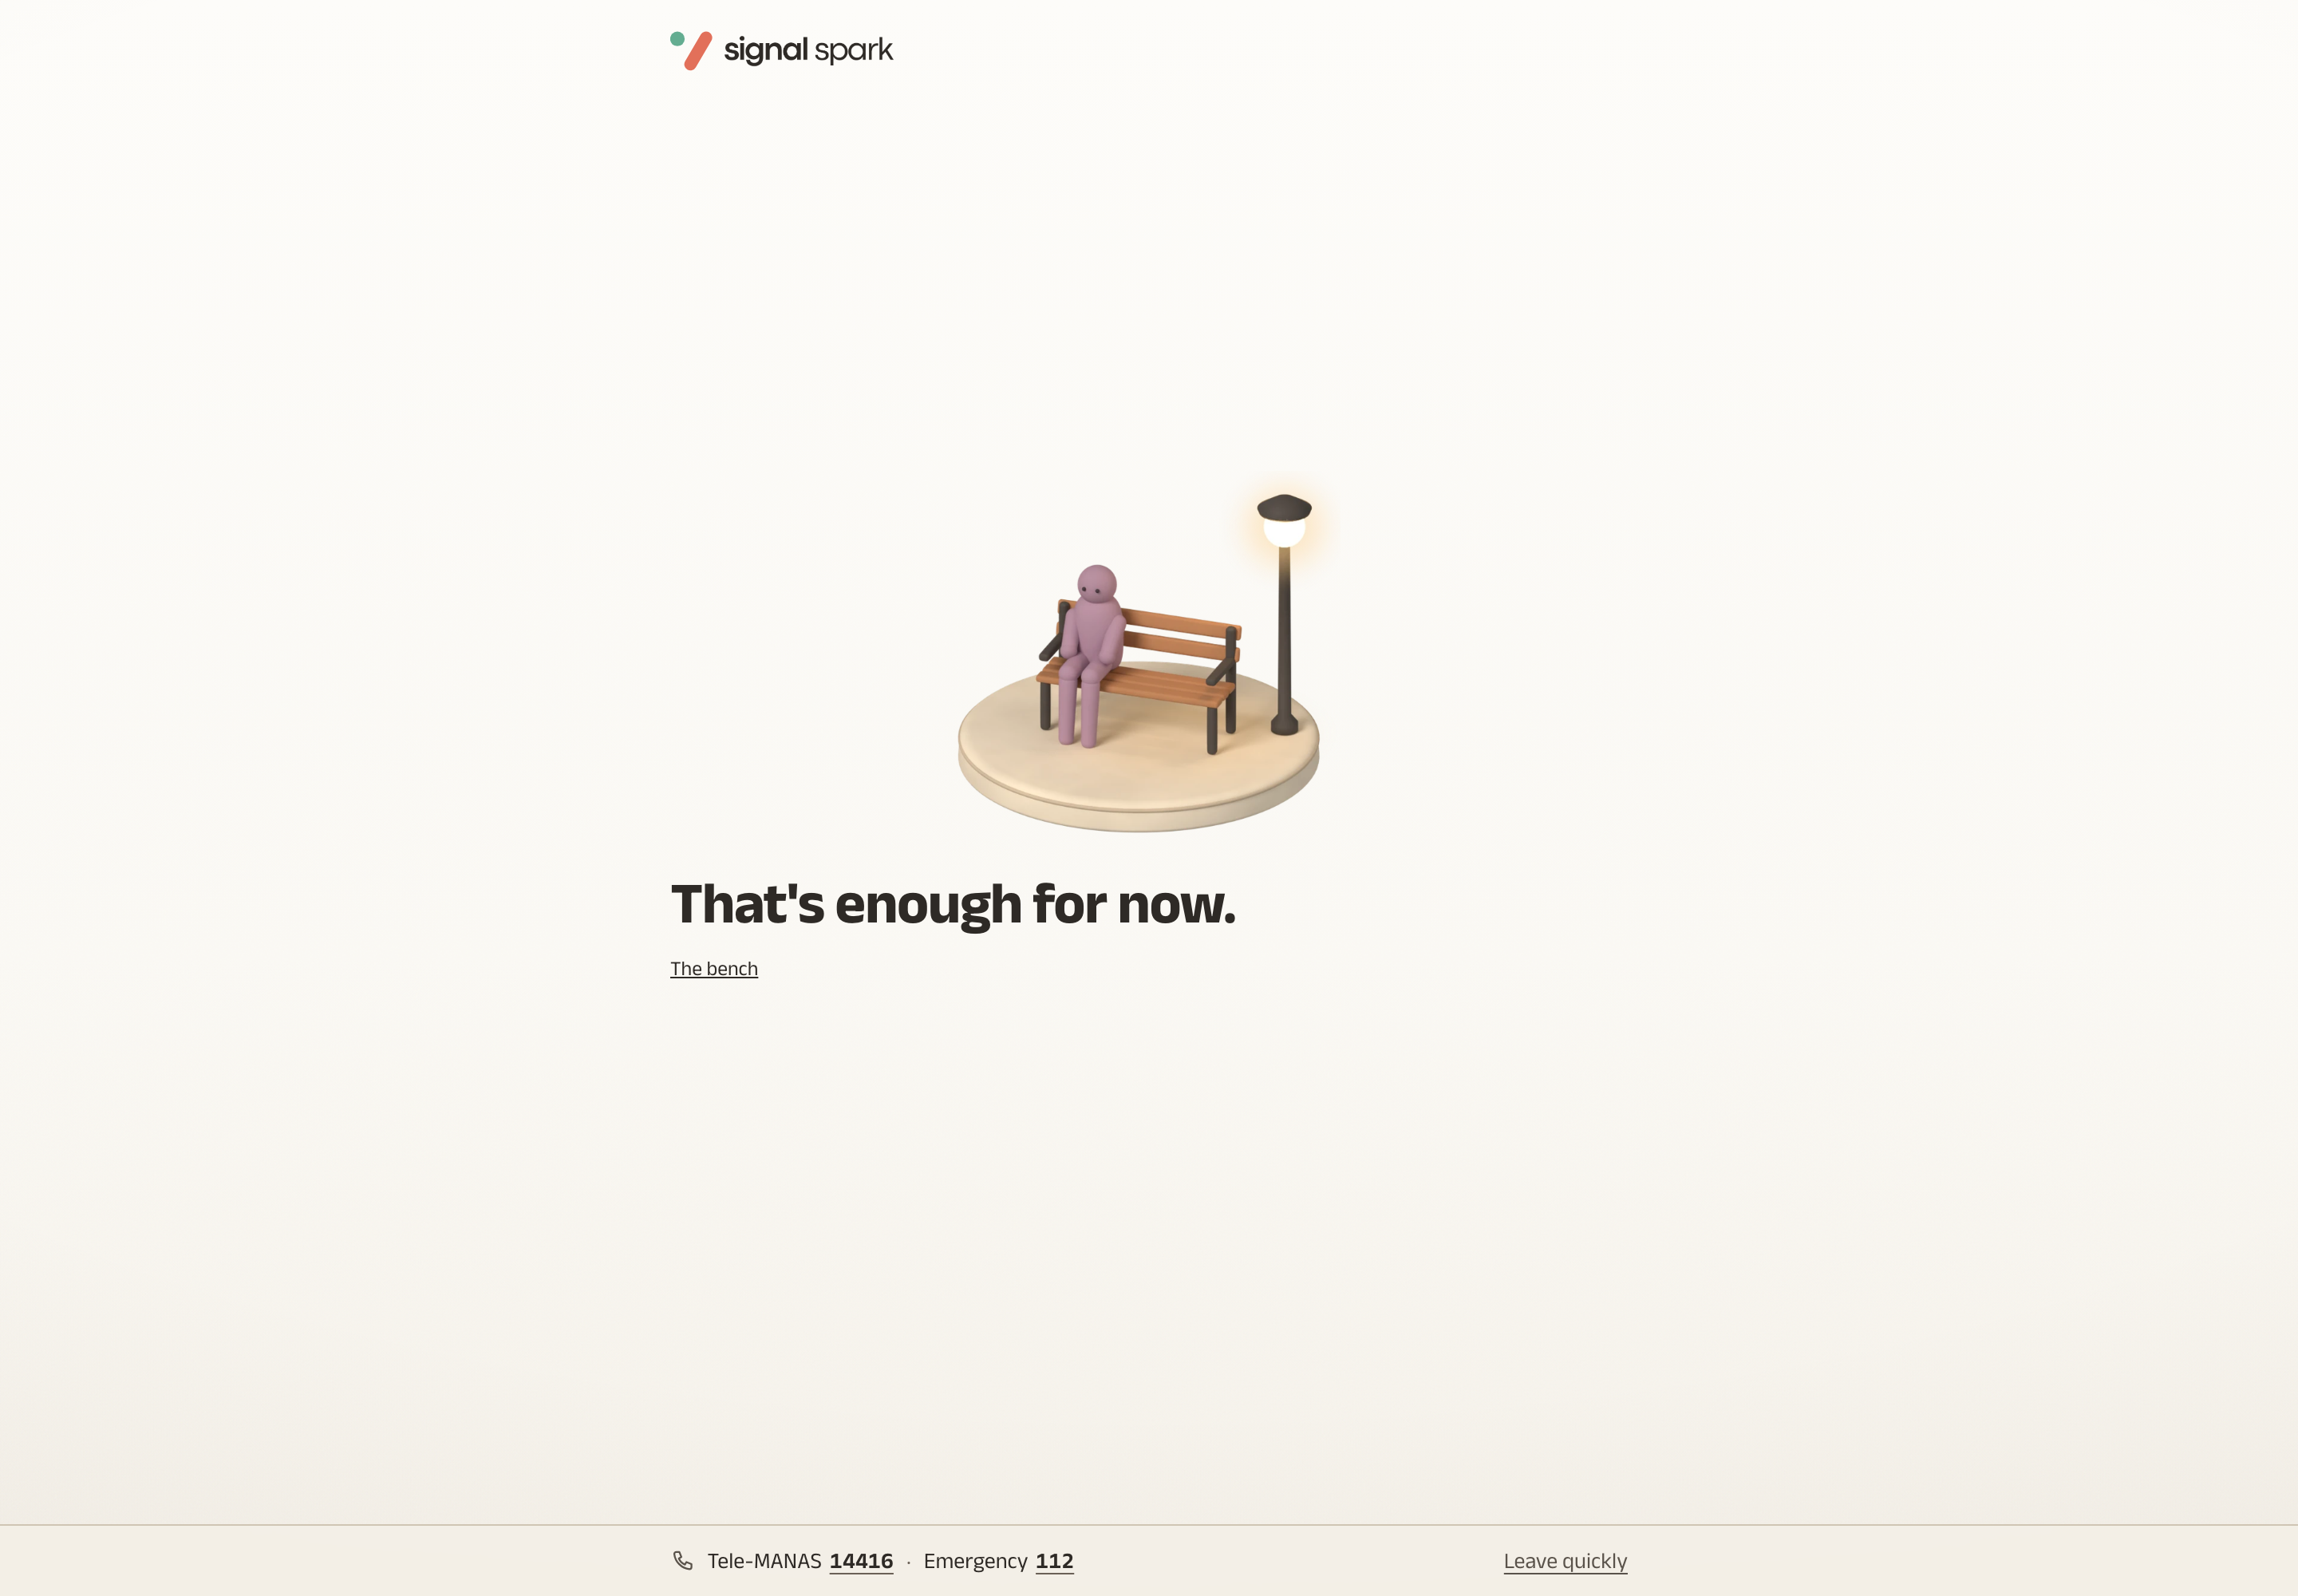 signal spark
That's enough for now.
The bench
Tele-MANAS 14416 · Emergency 112
Leave quickly